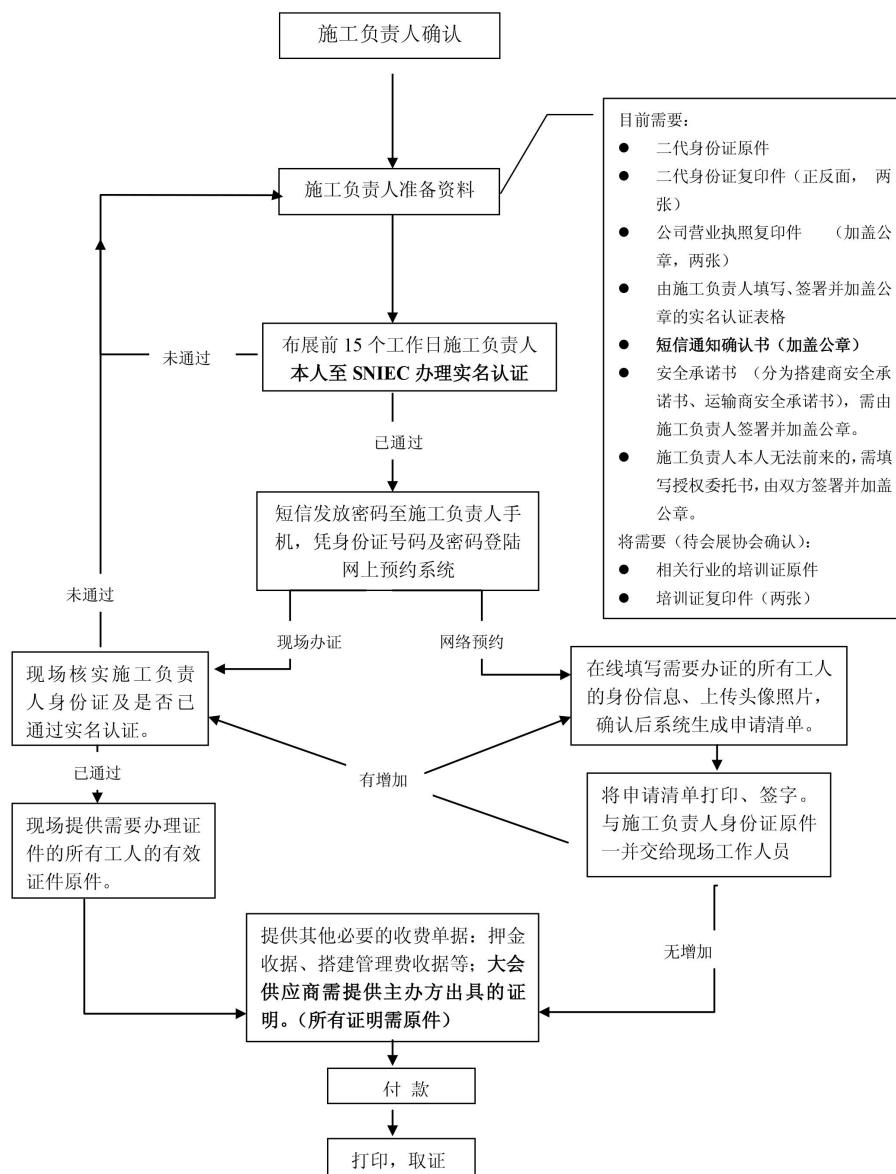 施工负责人确认
施工负责人准备资料
目前需要：
● 二代身份证原件
● 二代身份证复印件（正反面， 两
张）
● 公司营业执照复印件 （加盖公
章，两张）
● 由施工负责人填写、签署并加盖公
章的实名认证表格
● 短信通知确认书（加盖公章）
● 安全承诺书 （分为搭建商安全承
诺书、运输商安全承诺书），需由
施工负责人签署并加盖公章。
● 施工负责人本人无法前来的，需填
写授权委托书，由双方签署并加盖
公章。
将需要（待会展协会确认）：
● 相关行业的培训证原件
● 培训证复印件（两张）
未通过
布展前 15 个工作日施工负责人
本人至 SNIEC 办理实名认证
已通过
短信发放密码至施工负责人手
机，凭身份证号码及密码登陆
网上预约系统
未通过
现场办证
网络预约
现场核实施工负责
人身份证及是否已
通过实名认证。
在线填写需要办证的所有工人
的身份信息、上传头像照片，
确认后系统生成申请清单。
已通过
有增加
将申请清单打印、签字。
与施工负责人身份证原件
一并交给现场工作人员
现场提供需要办理证
件的所有工人的有效
证件原件。
提供其他必要的收费单据：押金
收据、搭建管理费收据等；大会
供应商需提供主办方出具的证
明。（所有证明需原件）
无增加
付 款
打印，取证